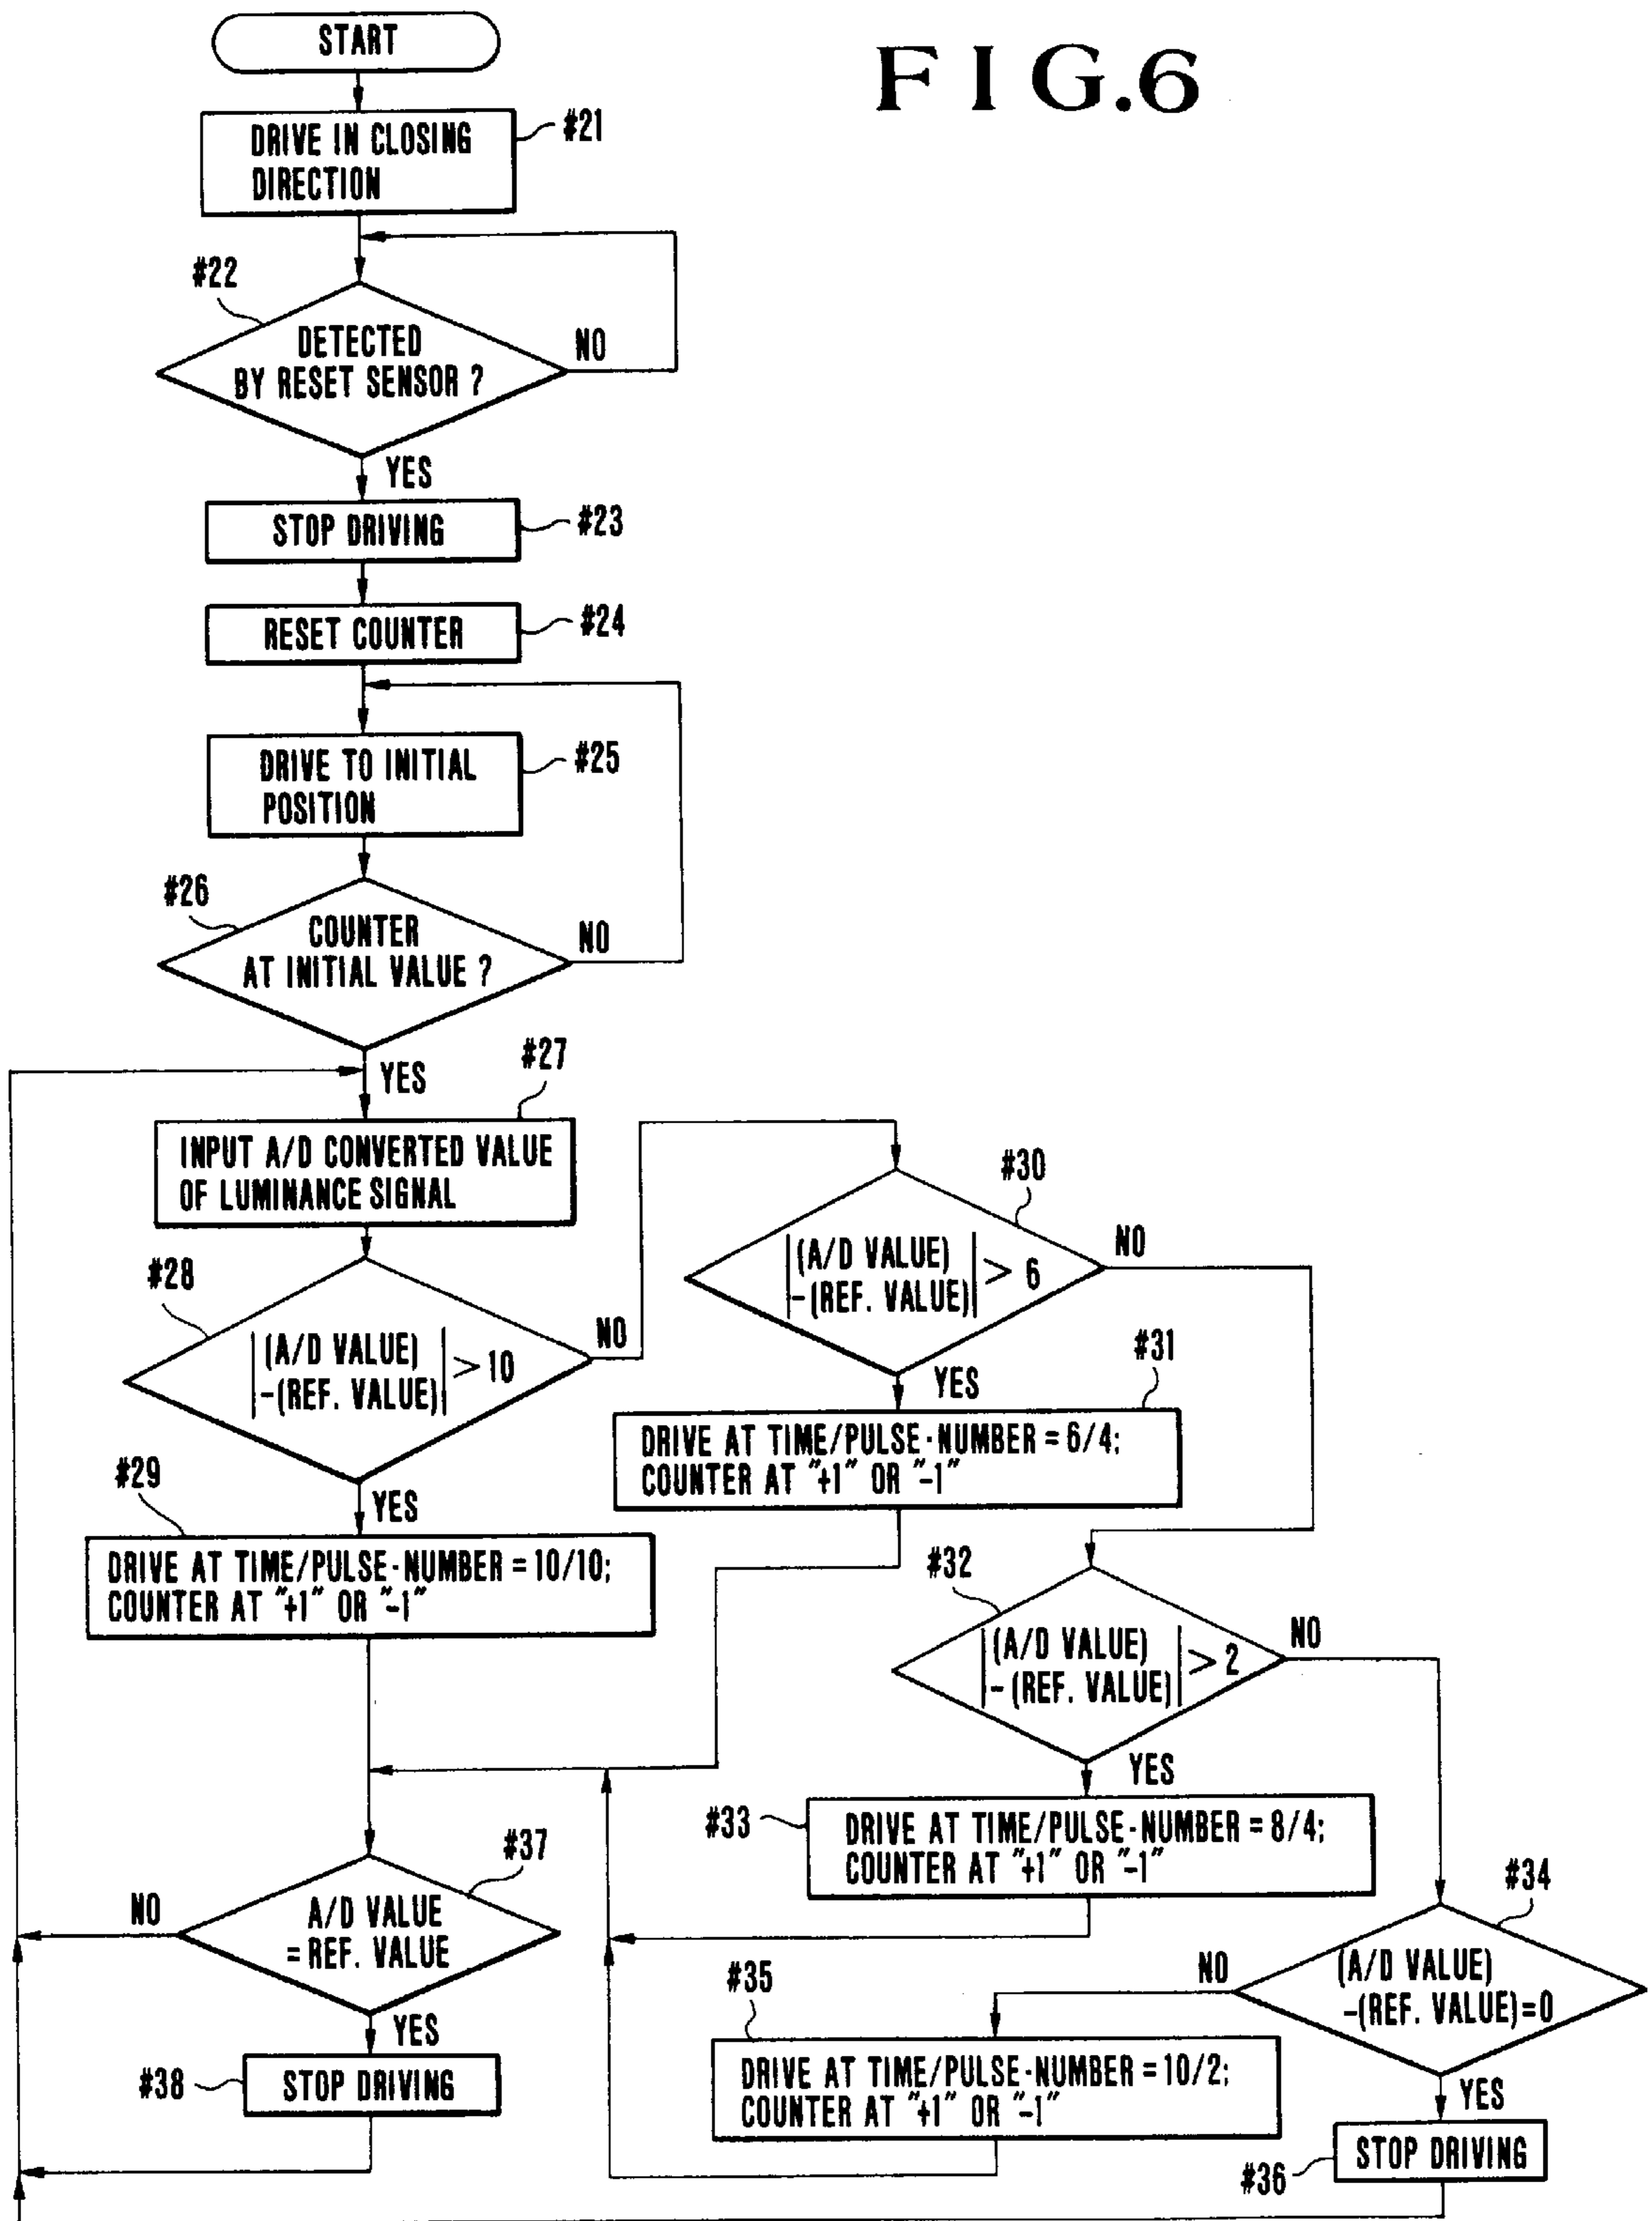 FIG.6
START
DRIVE IN CLOSING
DIRECTION
#21
#22
DETECTED
BY RESET SENSOR ?
NO
YES
STOP DRIVING
#23
RESET COUNTER
#24
DRIVE TO INITIAL
POSITION
#25
#26
COUNTER
AT INITIAL VALUE ?
NO
YES
#27
INPUT A/D CONVERTED VALUE
OF LUMINANCE SIGNAL
#28
|(A/D VALUE)
-(REF. VALUE)| > 10
NO
YES
#29
DRIVE AT TIME/PULSE-NUMBER = 10/10;
COUNTER AT "+1" OR "-1"
#30
|(A/D VALUE)
-(REF. VALUE)| > 6
NO
YES
#31
DRIVE AT TIME/PULSE-NUMBER = 6/4;
COUNTER AT "+1" OR "-1"
#32
|(A/D VALUE)
-(REF. VALUE)| > 2
NO
YES
#33
DRIVE AT TIME/PULSE-NUMBER = 8/4;
COUNTER AT "+1" OR "-1"
#34
(A/D VALUE)
-(REF. VALUE)=0
NO
YES
#35
DRIVE AT TIME/PULSE-NUMBER = 10/2;
COUNTER AT "+1" OR "-1"
#36
STOP DRIVING
#37
A/D VALUE
= REF. VALUE
NO
YES
#38
STOP DRIVING